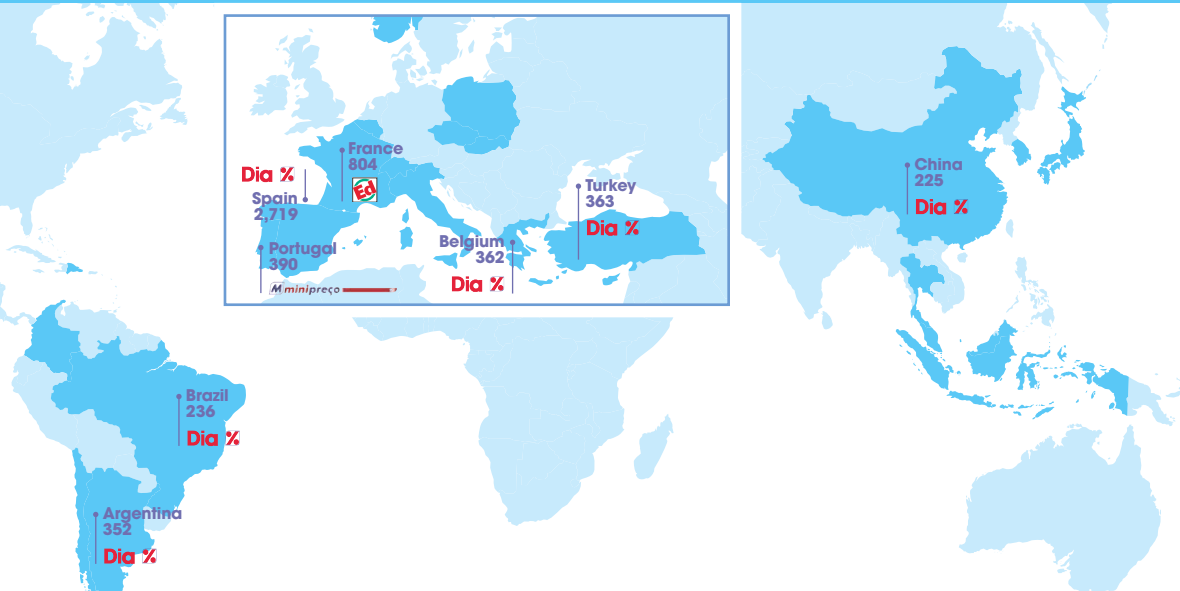 France
804
Ed
Dia %
Spain
2,719
Portugal
390
M minipreço
Belgium
362
Dia %
Turkey
363
Dia %
China
225
Dia %
Brazil
236
Dia %
Argentina
352
Dia %